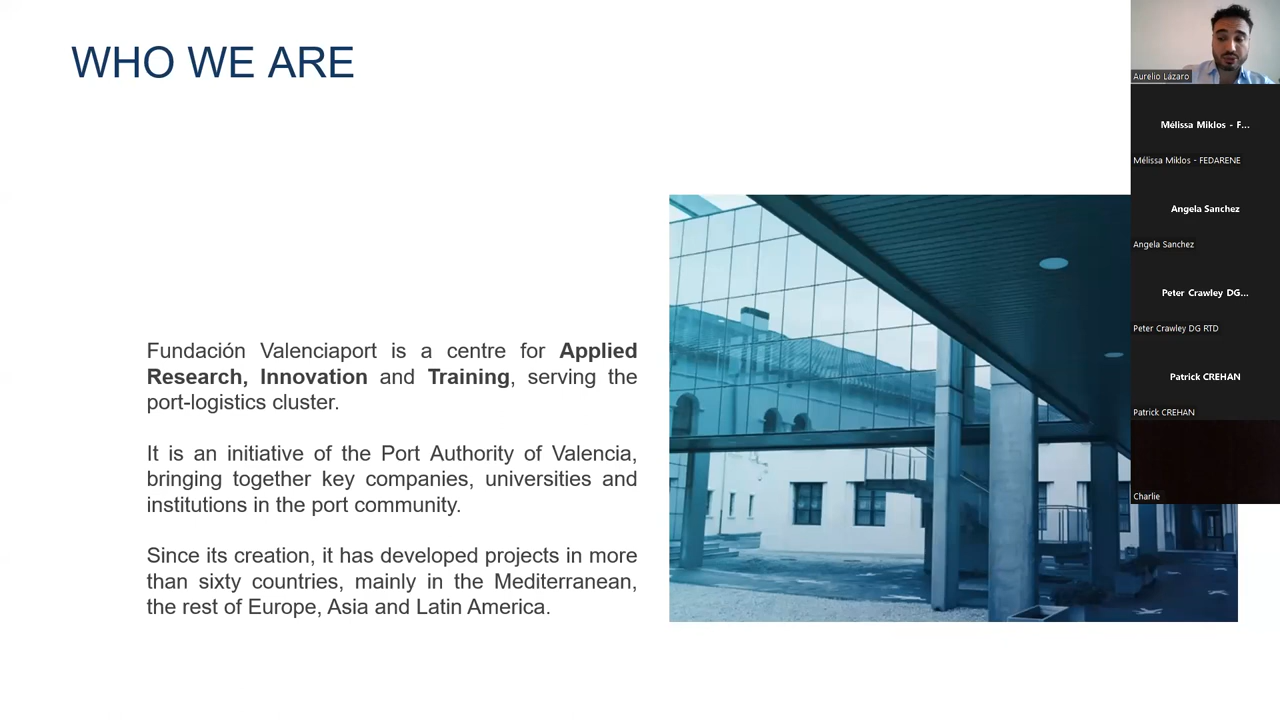 WHO WE ARE
Fundación Valenciaport is a centre for Applied
Research, Innovation and Training, serving the
port-logistics cluster.
It is an initiative of the Port Authority of Valencia,
bringing together key companies, universities and
institutions in the port community.
Since its creation, it has developed projects in more
than sixty countries, mainly in the Mediterranean,
the rest of Europe, Asia and Latin America.
Aurelio Lázaro
Mélissa Miklos - F...
Mélissa Miklos - FEDARENE
Angela Sanchez
Angela Sanchez
Peter Crawley DG...
Peter Crawley DG RTD
Patrick CREHAN
Patrick CREHAN
Charlie